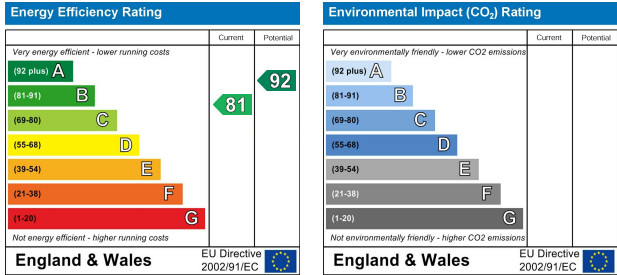 Energy Efficiency Rating
Current Potential
Very energy efficient - lower running costs
(92 plus) A
(81-91) B
(69-80) C
(55-68) D
(39-54) E
(21-38) F
(1-20) G
81
92
Not energy efficient - higher running costs
England & Wales
EU Directive
2002/91/EC
Environmental Impact (CO₂) Rating
Current Potential
Very environmentally friendly - lower CO2 emissions
(92 plus) A
(81-91) B
(69-80) C
(55-68) D
(39-54) E
(21-38) F
(1-20) G
Not environmentally friendly - higher CO2 emissions
England & Wales
EU Directive
2002/91/EC